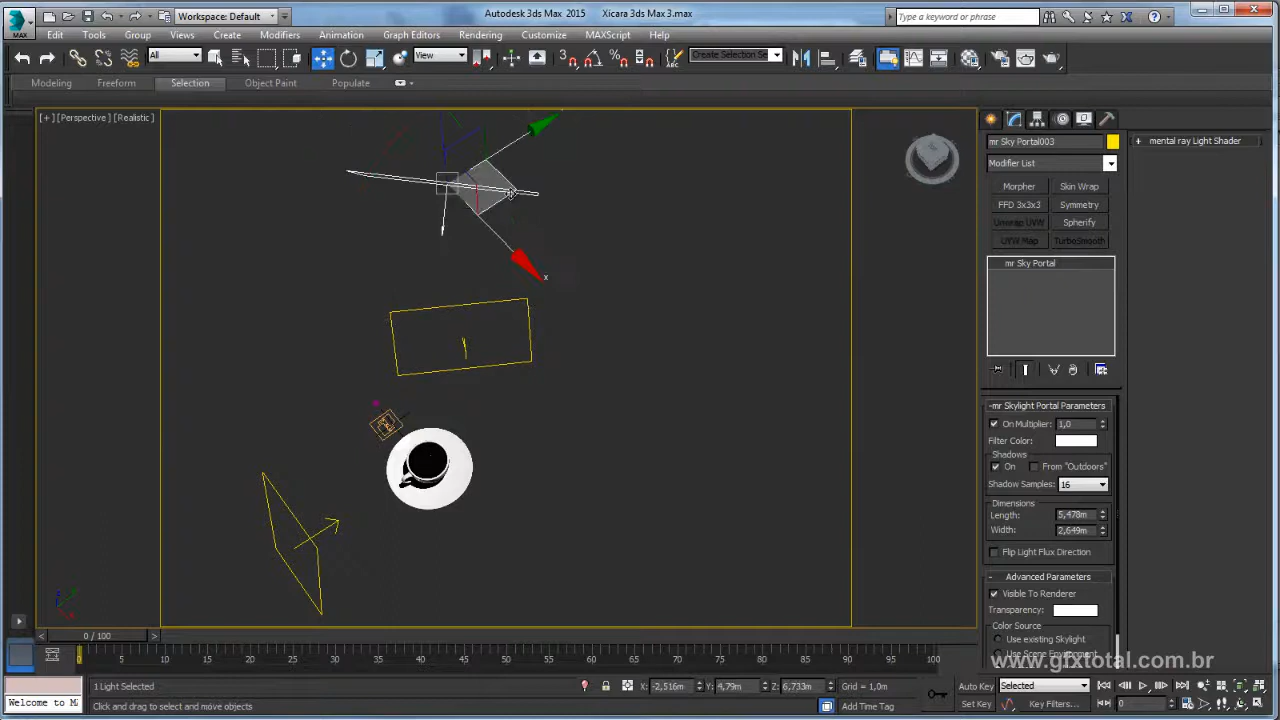 MAX
Workspace: Default
Autodesk 3ds Max 2015
Xicara 3ds Max 3.max
Type a keyword or phrase
Edit Tools Group Views Create Modifiers Animation Graph Editors Rendering Customize MAXScript Help
All
View
Create Selection Se
Modeling Freeform Selection Object Paint Populate
[+] [Perspective] [Realistic]
x
mr Sky Portal003
Modifier List
Morpher Skin Wrap
FFD 3x3x3 Symmetry
Unwrap UVW Spherify
UVW Map TurboSmooth
mr Sky Portal
mental ray Light Shader
-mr Skylight Portal Parameters
On Multiplier: 1,0
Filter Color:
Shadows
On From "Outdoors"
Shadow Samples: 16
Dimensions
Length: 5,478m
Width: 2,649m
Flip Light Flux Direction
- Advanced Parameters
Visible To Renderer
Transparency:
Color Source
Use existing Skylight
Use Scene Environment
www.gfxtotal.com.br
0 / 100
0 5 10 15 20 25 30 35 40 45 50 55 60 65 70 75 80 85 90 95 100
1 Light Selected
X: -2,516m Y: 4,79m Z: 6,733m
Grid = 1,0m
Auto Key Selected
Welcome to M
Click and drag to select and move objects
Add Time Tag
Set Key Key Filters...
0